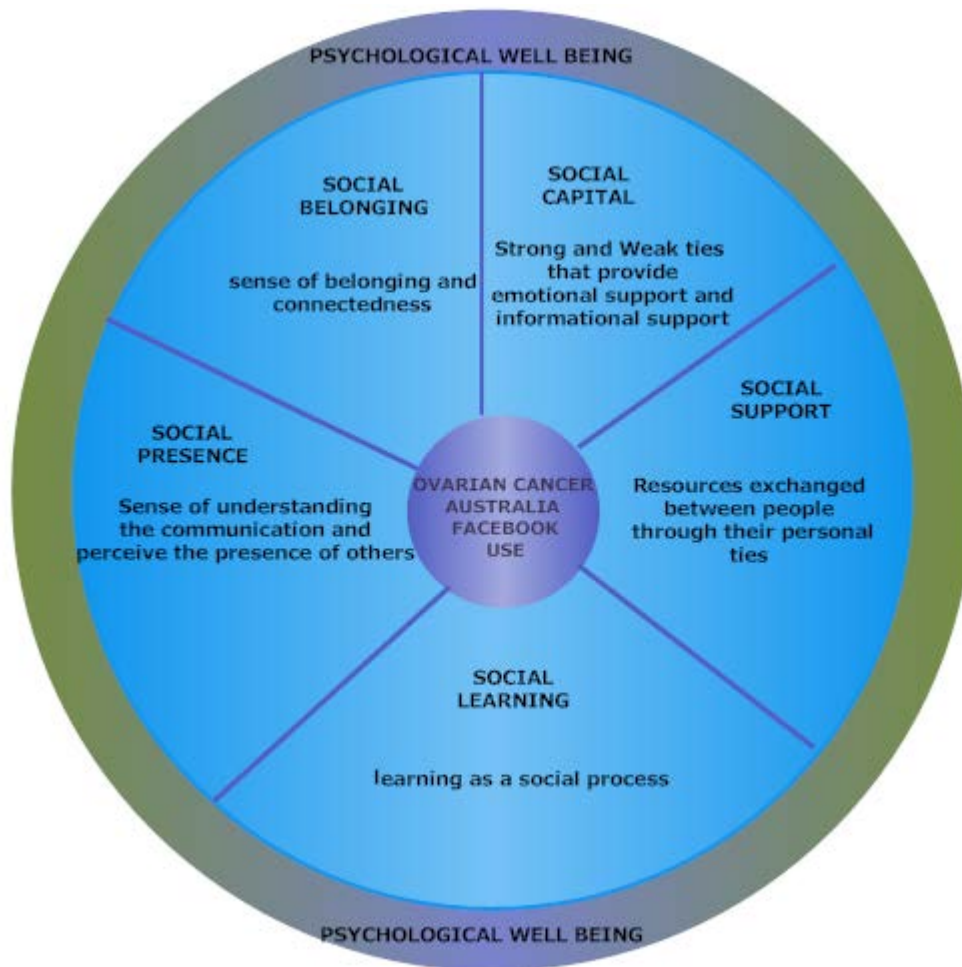 PSYCHOLOGICAL WELL BEING
SOCIAL
BELONGING
sense of belonging and
connectedness
SOCIAL
CAPITAL
Strong and Weak ties
that provide
emotional support and
informational support
SOCIAL
SUPPORT
Resources exchanged
between people
through their personal
ties
SOCIAL
PRESENCE
Sense of understanding
the communication and
perceive the presence of others
OVARIAN CANCER
AUSTRALIA
FACEBOOK
USE
SOCIAL
LEARNING
learning as a social process
PSYCHOLOGICAL WELL BEING